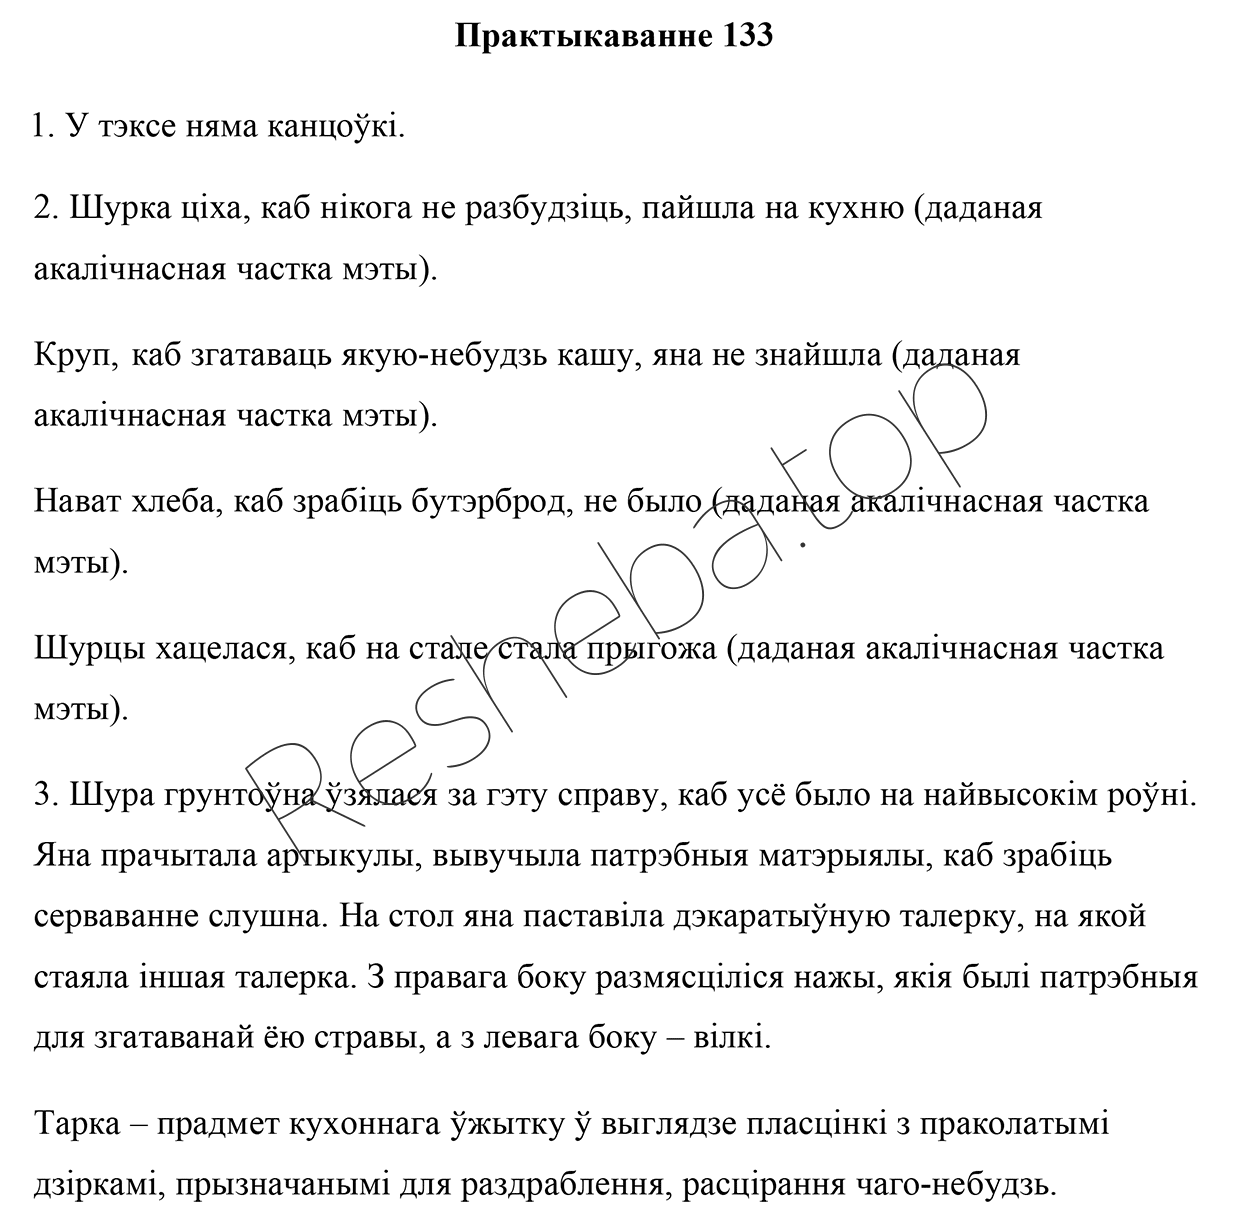 Практыкаванне 133
1. У тэксе няма канцоўкі.
2. Шурка ціха, каб нікога не разбудзіць, пайшла на кухню (даданая
акалічнасная частка мэты).
Круп, каб згатаваць якую-небудзь кашу, яна не знайшла (даданая
акалічнасная частка мэты).
Нават хлеба, каб зрабіць бутэрброд, не было (даданая акалічнасная частка
мэты).
Шурцы хацелася, каб на стале стала прыгожа (даданая акалічнасная частка
мэты).
3. Шура грунтоўна ўзялася за гэту справу, каб усё было на найвысокім роўні.
Яна прачытала артыкулы, вывучыла патрэбныя матэрыялы, каб зрабіць
серваванне слушна. На стол яна паставіла дэкаратыўную талерку, на якой
стаяла іншая талерка. З правага боку размясціліся нажы, якія былі патрэбныя
для згатаванай ёю стравы, а з левага боку – вілкі.
Тарка – прадмет кухоннага ўжытку ў выглядзе пласцінкі з праколатымі
дзіркамі, прызначанымі для раздраблення, расцірання чаго-небудзь.
Resheba.top